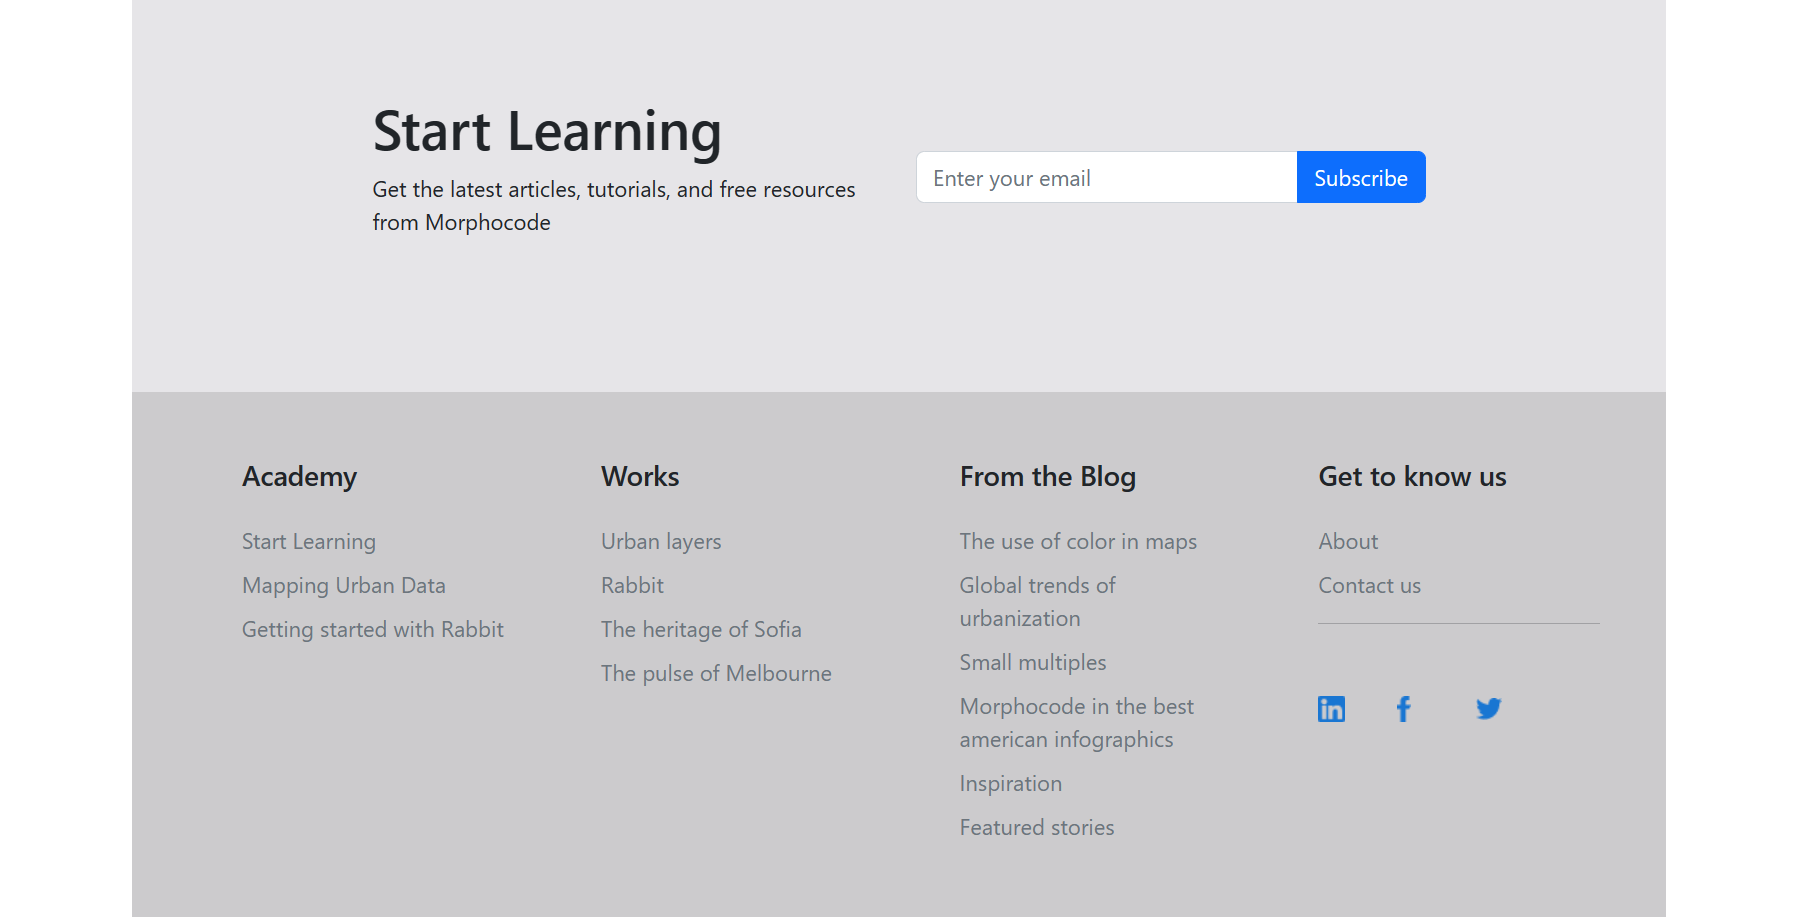 Start Learning
Get the latest articles, tutorials, and free resources
from Morphocode
Enter your email
Subscribe
Academy
Start Learning
Mapping Urban Data
Getting started with Rabbit
Works
Urban layers
Rabbit
The heritage of Sofia
The pulse of Melbourne
From the Blog
The use of color in maps
Global trends of
urbanization
Small multiples
Morphocode in the best
american infographics
Inspiration
Featured stories
Get to know us
About
Contact us